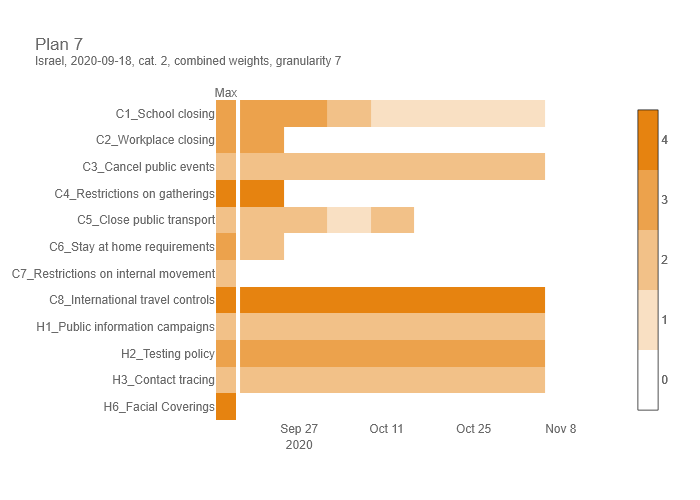 Plan 7
Israel, 2020-09-18, cat. 2, combined weights, granularity 7
Max
C1_School closing
C2_Workplace closing
C3_Cancel public events
C4_Restrictions on gatherings
C5_Close public transport
C6_Stay at home requirements
C7_Restrictions on internal movement
C8_International travel controls
H1_Public information campaigns
H2_Testing policy
H3_Contact tracing
H6_Facial Coverings
Sep 27 Oct 11 Oct 25 Nov 8
2020
4
3
2
1
0